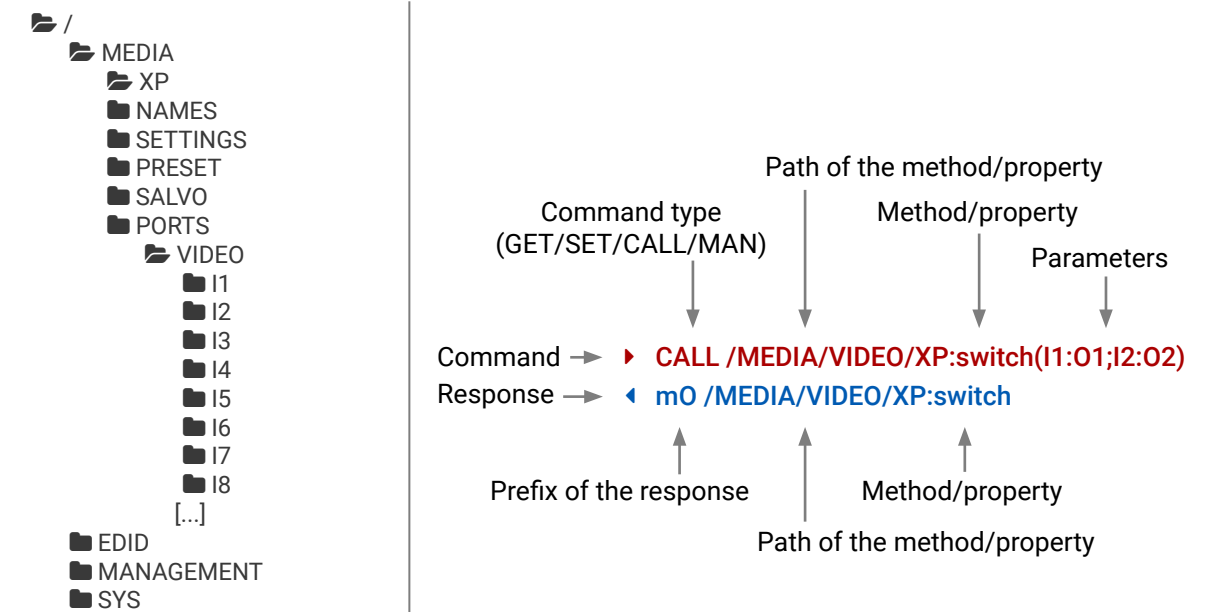 /
MEDIA
XP
NAMES
SETTINGS
PRESET
SALVO
PORTS
VIDEO
I1
I2
I3
I4
I5
I6
I7
I8
[...]
EDID
MANAGEMENT
SYS
Path of the method/property
Command type
(GET/SET/CALL/MAN)
Method/property
Parameters
Command
CALL /MEDIA/VIDEO/XP:switch(I1:O1;I2:O2)
Response
mO /MEDIA/VIDEO/XP:switch
Prefix of the response
Method/property
Path of the method/property